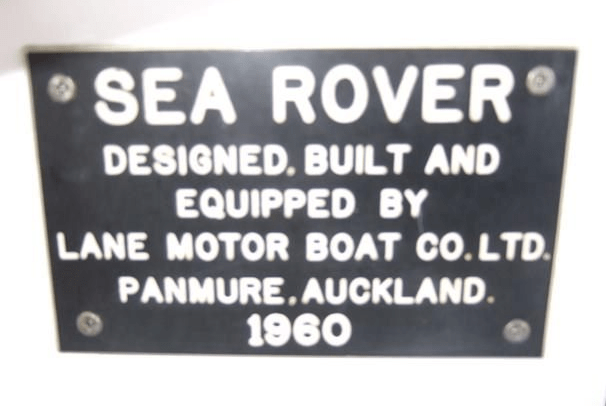 SEA ROVER
DESIGNED. BUILT AND
EQUIPPED BY
LANE MOTOR BOAT CO. LTD.
PANMURE. AUCKLAND.
1960